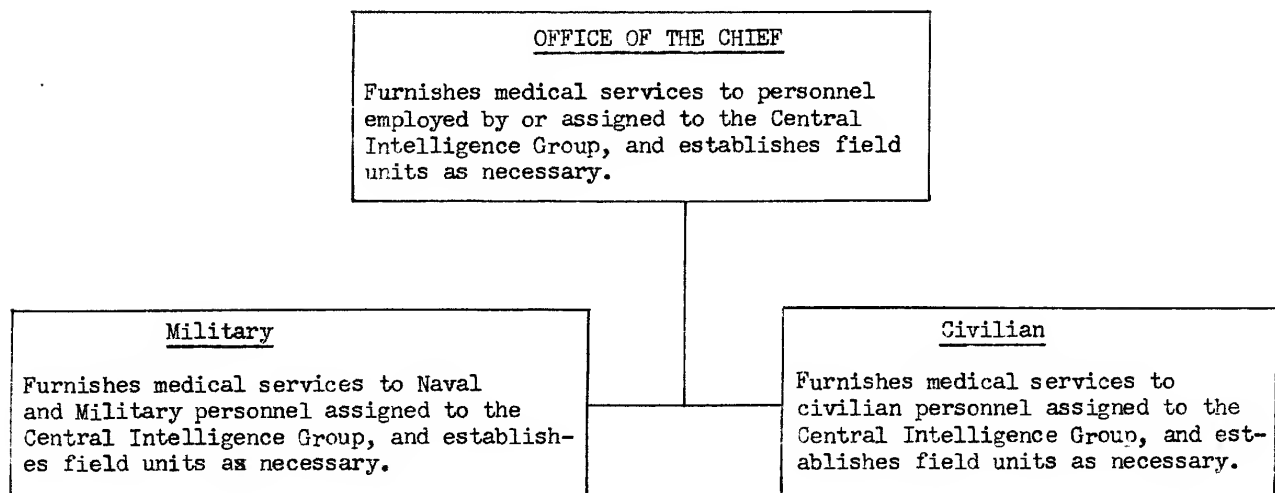 OFFICE OF THE CHIEF
Furnishes medical services to personnel
employed by or assigned to the Central
Intelligence Group, and establishes field
units as necessary.
Military
Furnishes medical services to Naval
and Military personnel assigned to the
Central Intelligence Group, and establish-
es field units as necessary.
Civilian
Furnishes medical services to
civilian personnel assigned to the
Central Intelligence Group, and est-
ablishes field units as necessary.